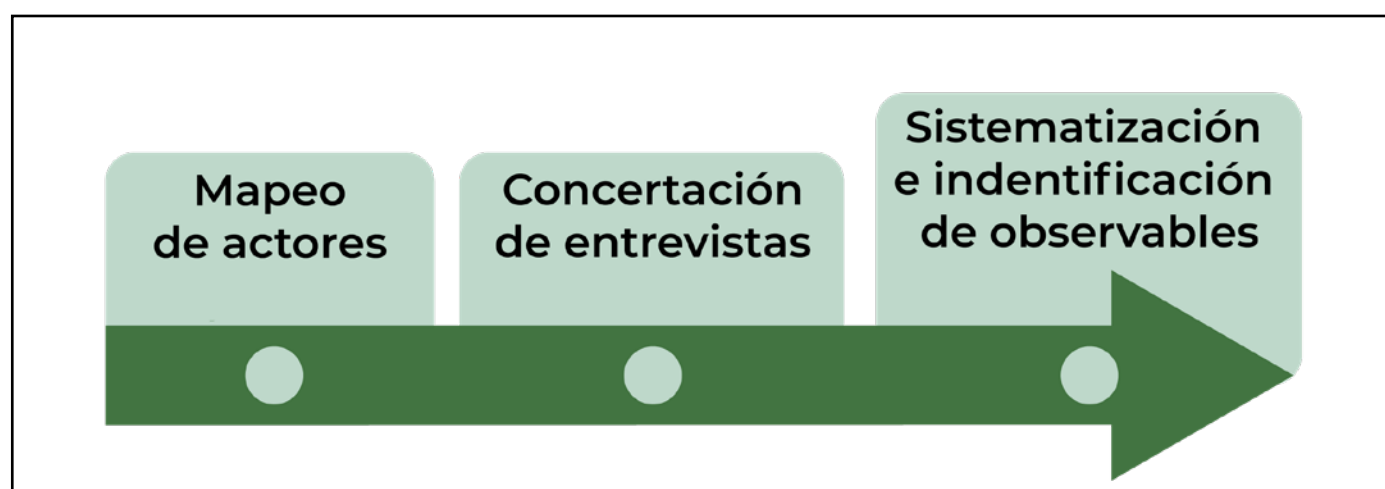 Mapeo
de actores
Concertación
de entrevistas
Sistematización
e indentificación
de observables